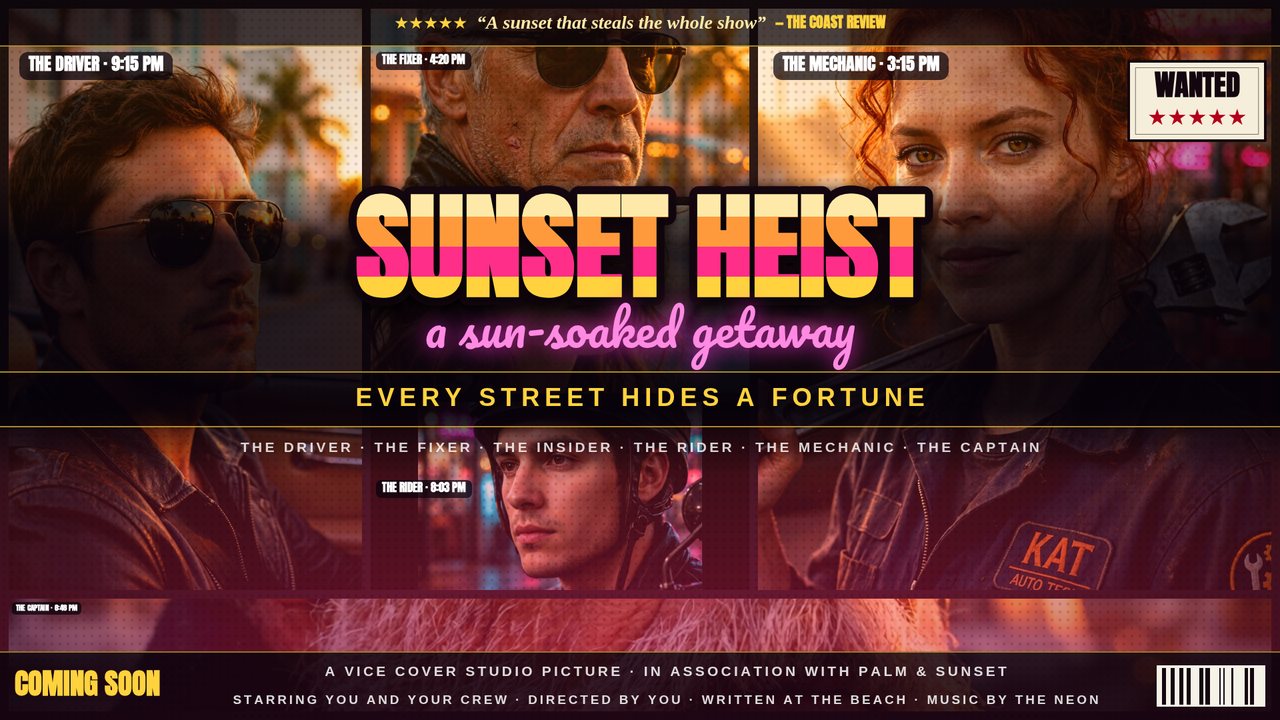 ★★★★★ “A sunset that steals the whole show” – THE COAST REVIEW
THE DRIVER · 9:15 PM
THE FIXER · 4:20 PM
THE MECHANIC · 3:15 PM
WANTED
★★★★★
SUNSET HEIST
a sun-soaked getaway
EVERY STREET HIDES A FORTUNE
THE DRIVER · THE FIXER · THE INSIDER · THE RIDER · THE MECHANIC · THE CAPTAIN
THE RIDER · 8:03 PM
KAT
THE CAPTAIN · 6:48 PM
A VICE COVER STUDIO PICTURE · IN ASSOCIATION WITH PALM & SUNSET
COMING SOON
STARRING YOU AND YOUR CREW · DIRECTED BY YOU · WRITTEN AT THE BEACH · MUSIC BY THE NEON